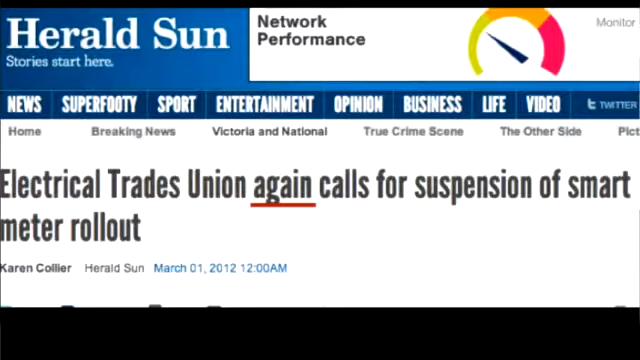 Herald Sun
Stories start here.
Network
Performance
Monitor
NEWS SUPERFOOTY SPORT ENTERTAINMENT OPINION BUSINESS LIFE VIDEO TWITTER
Home Breaking News Victoria and National True Crime Scene The Other Side Pict
Electrical Trades Union again calls for suspension of smart
meter rollout
Karen Collier Herald Sun March 01, 2012 12:00AM